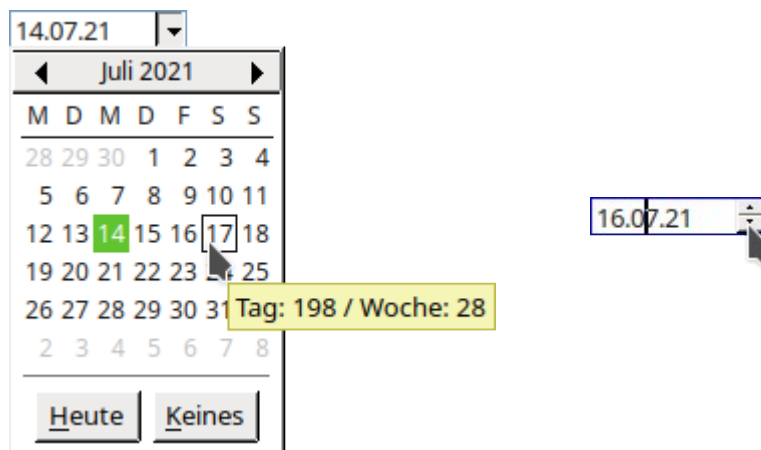 14.07.21
Juli 2021
M D M D F S S
28 29 30 1 2 3 4
5 6 7 8 9 10 11
12 13 14 15 16 17 18
19 20 21 22 23 24 25
26 27 28 29 30 31
Tag: 198 / Woche: 28
2 3 4 5 6 7 8
Heute Keines
16.07.21